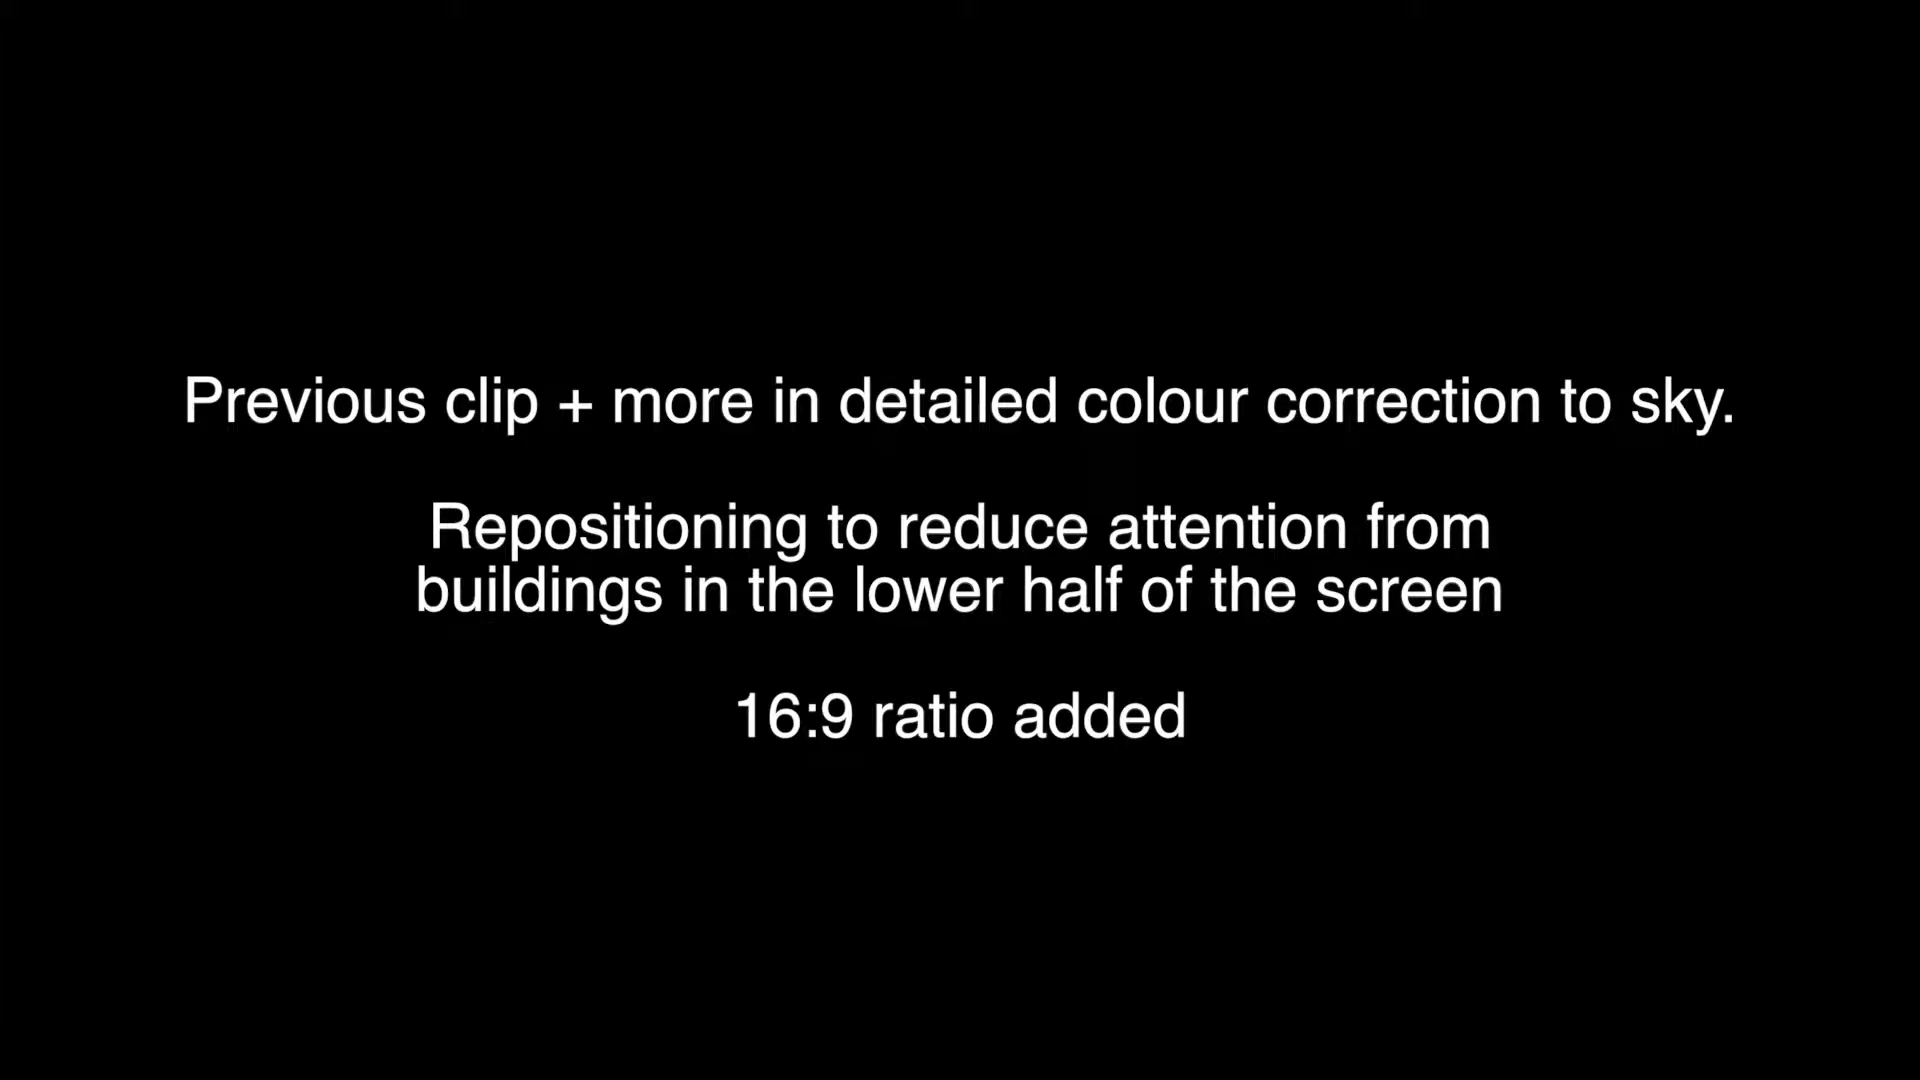 Previous clip + more in detailed colour correction to sky.
Repositioning to reduce attention from
buildings in the lower half of the screen
16:9 ratio added